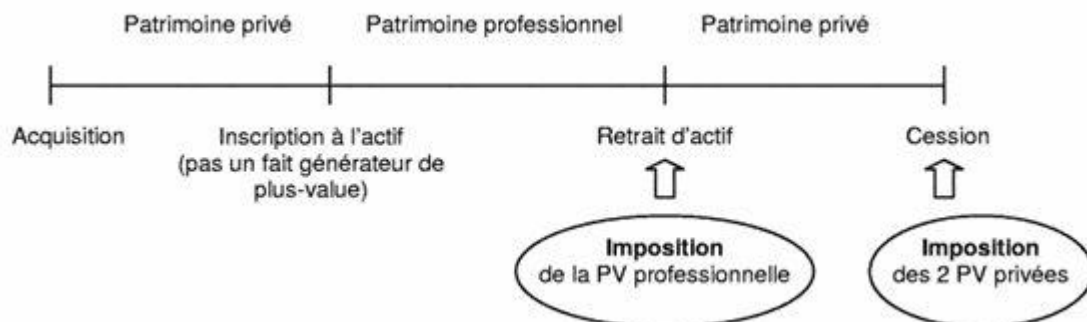 Patrimoine privé
Patrimoine professionnel
Patrimoine privé
Acquisition
Inscription à l'actif
(pas un fait générateur de
plus-value)
Retrait d'actif
Cession
Imposition
de la PV professionnelle
Imposition
des 2 PV privées